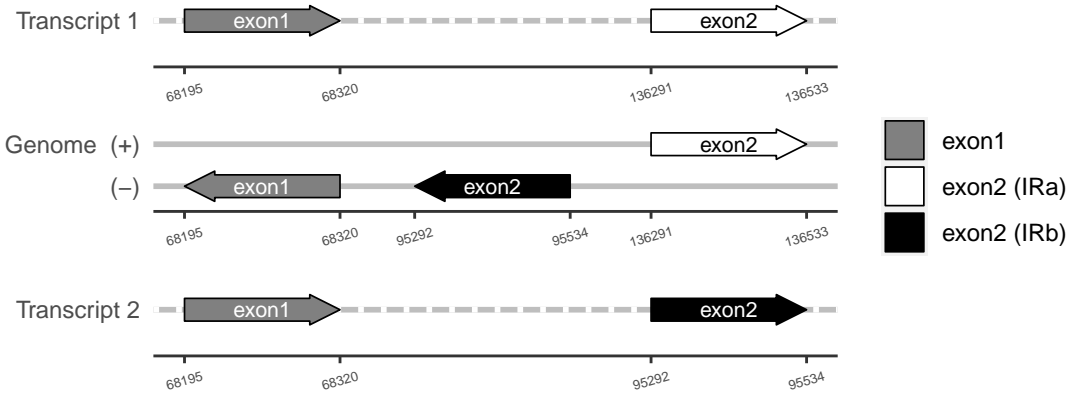 Transcript 1 exon1 exon2
68195 68320 136291 136533
Genome (+) exon2
(−) exon1 exon2
68195 68320 95292 95534 136291 136533
Transcript 2 exon1 exon2
68195 68320 95292 95534
exon1
exon2 (IRa)
exon2 (IRb)